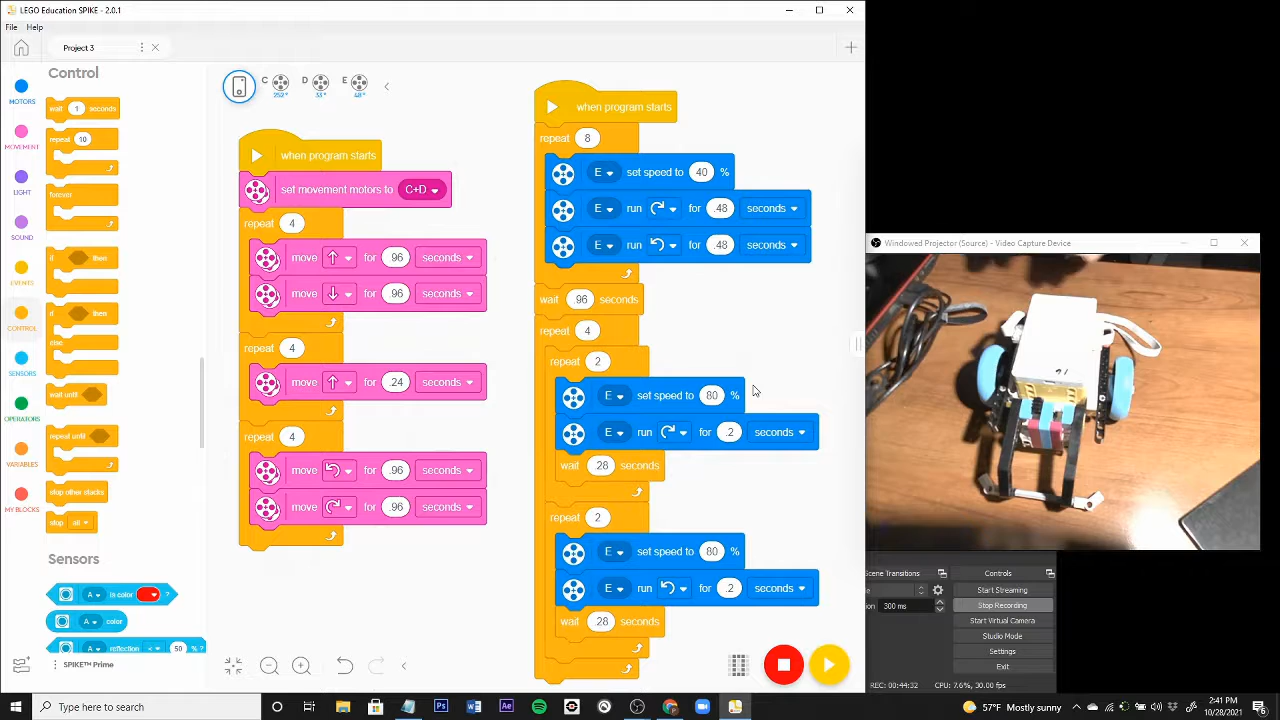 LEGO Education SPIKE - 2.0.1
File Help
Project 3
Control
MOTORS
MOVEMENT
LIGHT
SOUND
EVENTS
CONTROL
SENSORS
OPERATORS
VARIABLES
MY BLOCKS
wait 1 seconds
repeat 10
forever
if then
if then
else
wait until
repeat until
stop other stacks
stop all
Sensors
A is color ?
A color
A reflection < 50 % ?
C D E
252° 33° 48°
when program starts
set movement motors to C+D
repeat 4
move for .96 seconds
move for .96 seconds
repeat 4
move for .24 seconds
repeat 4
move for .96 seconds
move for .96 seconds
when program starts
repeat 8
E set speed to 40 %
E run for .48 seconds
E run for .48 seconds
wait .96 seconds
repeat 4
repeat 2
E set speed to 80 %
E run for .2 seconds
wait .28 seconds
repeat 2
E set speed to 80 %
E run for .2 seconds
wait .28 seconds
SPIKE™ Prime
Windowed Projector (Source) - Video Capture Device
Scene Transitions
300 ms
Controls
Start Streaming
Stop Recording
Start Virtual Camera
Studio Mode
Settings
Exit
REC: 00:44:32 CPU: 7.6%, 30.00 fps
Type here to search
57°F Mostly sunny
2:41 PM
10/28/2021